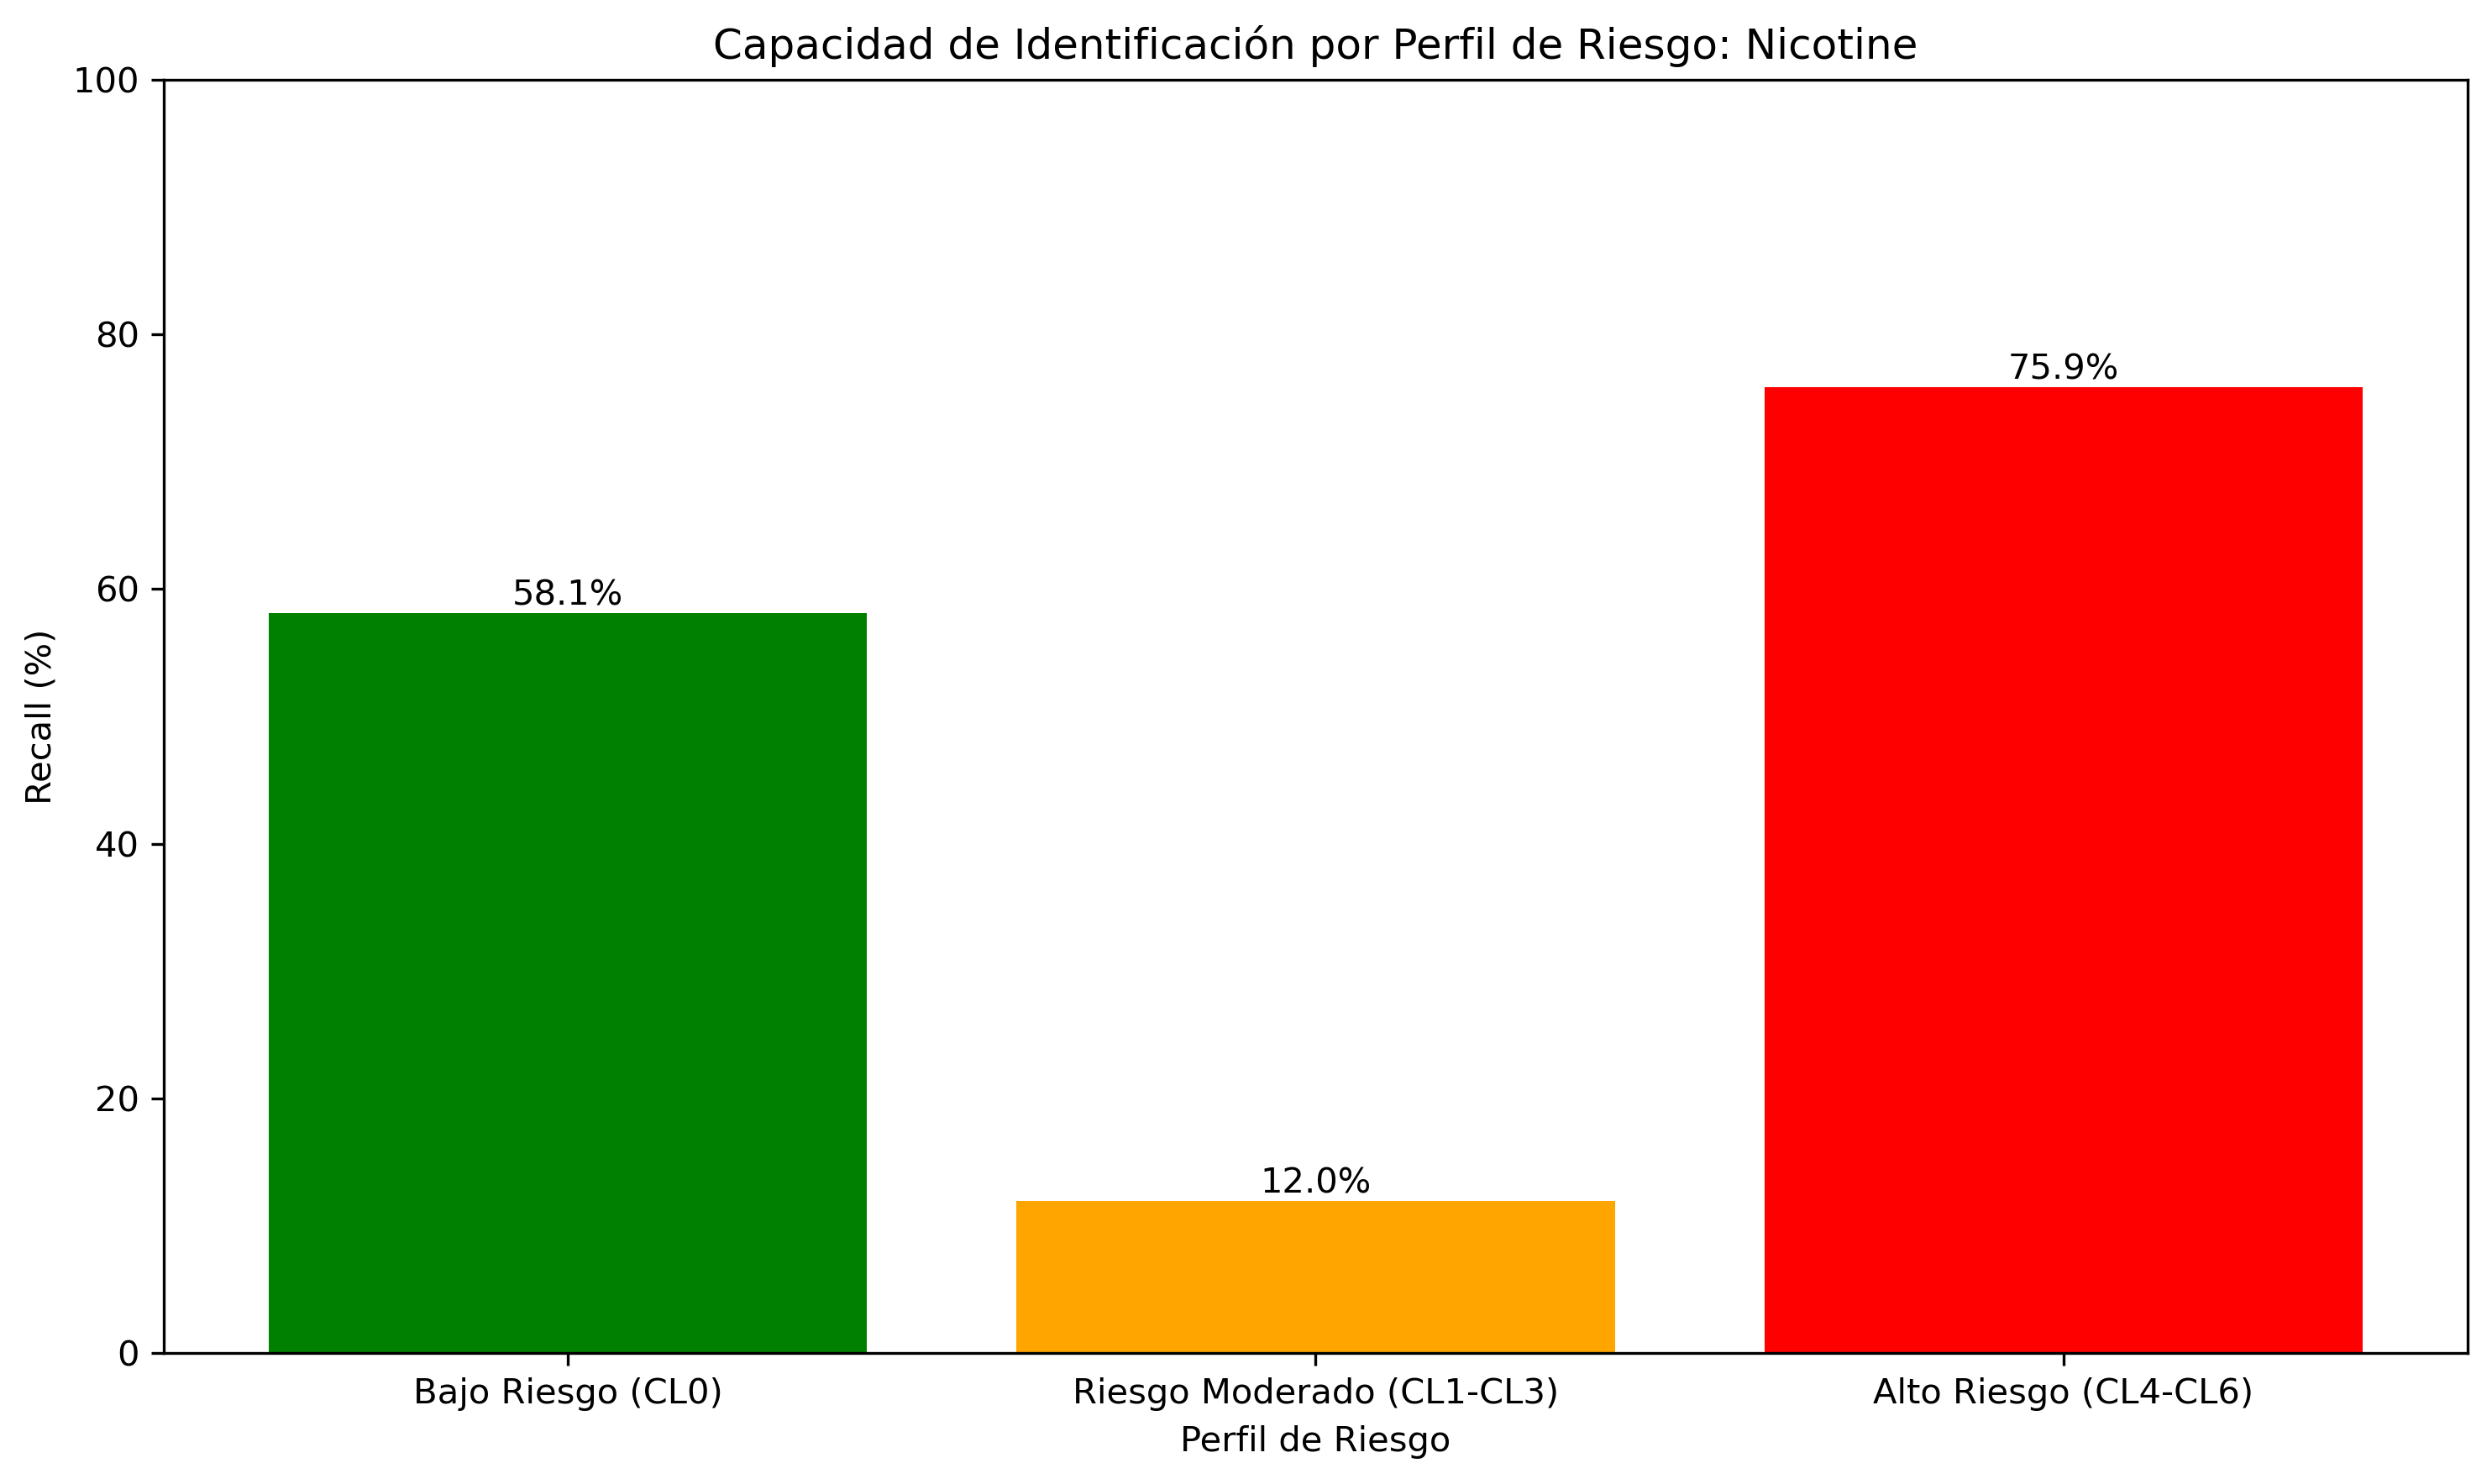 Capacidad de Identificación por Perfil de Riesgo: Nicotine
100
80
60
40
20
0
Recall (%)
58.1%
12.0%
75.9%
Bajo Riesgo (CL0)
Riesgo Moderado (CL1-CL3)
Alto Riesgo (CL4-CL6)
Perfil de Riesgo